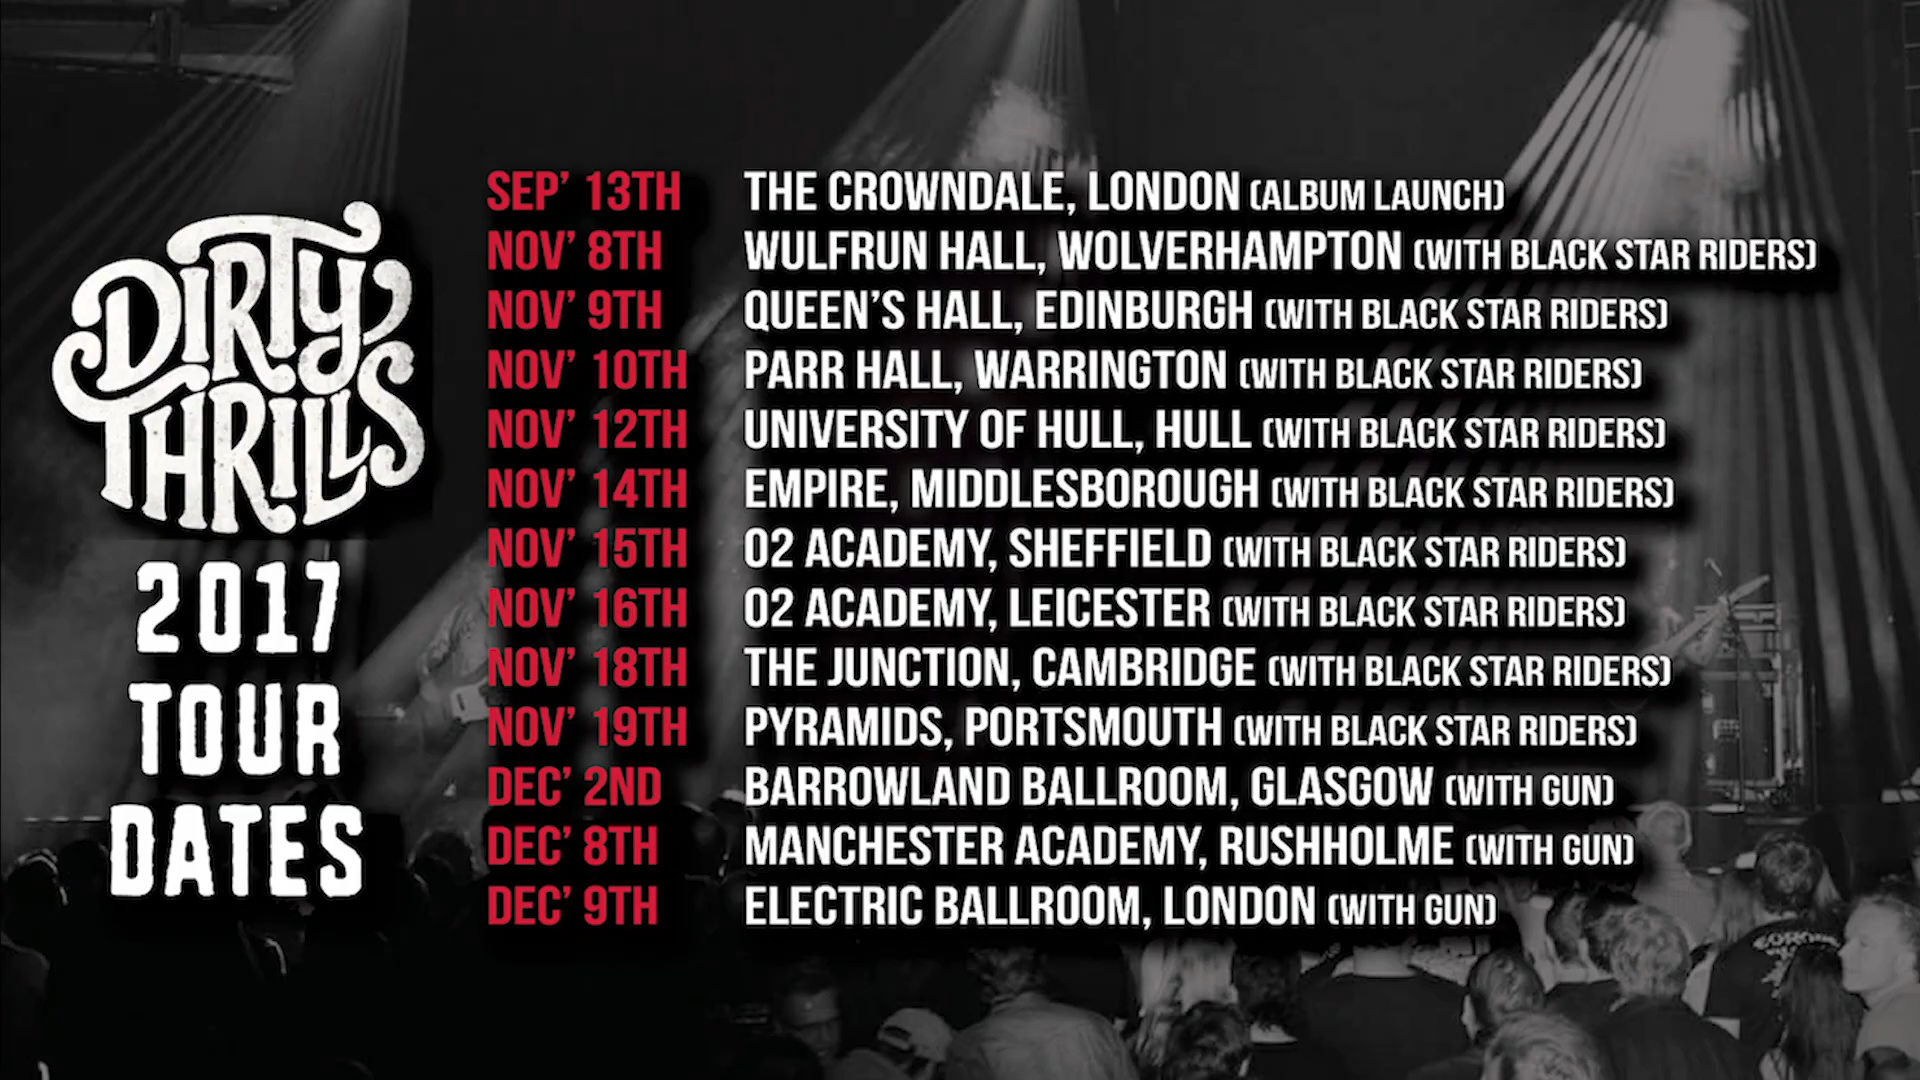 DIRTY
THRILLS
2017
TOUR
DATES
SEP' 13TH THE CROWNDALE, LONDON (ALBUM LAUNCH)
NOV' 8TH WULFRUN HALL, WOLVERHAMPTON (WITH BLACK STAR RIDERS)
NOV' 9TH QUEEN'S HALL, EDINBURGH (WITH BLACK STAR RIDERS)
NOV' 10TH PARR HALL, WARRINGTON (WITH BLACK STAR RIDERS)
NOV' 12TH UNIVERSITY OF HULL, HULL (WITH BLACK STAR RIDERS)
NOV' 14TH EMPIRE, MIDDLESBOROUGH (WITH BLACK STAR RIDERS)
NOV' 15TH O2 ACADEMY, SHEFFIELD (WITH BLACK STAR RIDERS)
NOV' 16TH O2 ACADEMY, LEICESTER (WITH BLACK STAR RIDERS)
NOV' 18TH THE JUNCTION, CAMBRIDGE (WITH BLACK STAR RIDERS)
NOV' 19TH PYRAMIDS, PORTSMOUTH (WITH BLACK STAR RIDERS)
DEC' 2ND BARROWLAND BALLROOM, GLASGOW (WITH GUN)
DEC' 8TH MANCHESTER ACADEMY, RUSHHOLME (WITH GUN)
DEC' 9TH ELECTRIC BALLROOM, LONDON (WITH GUN)